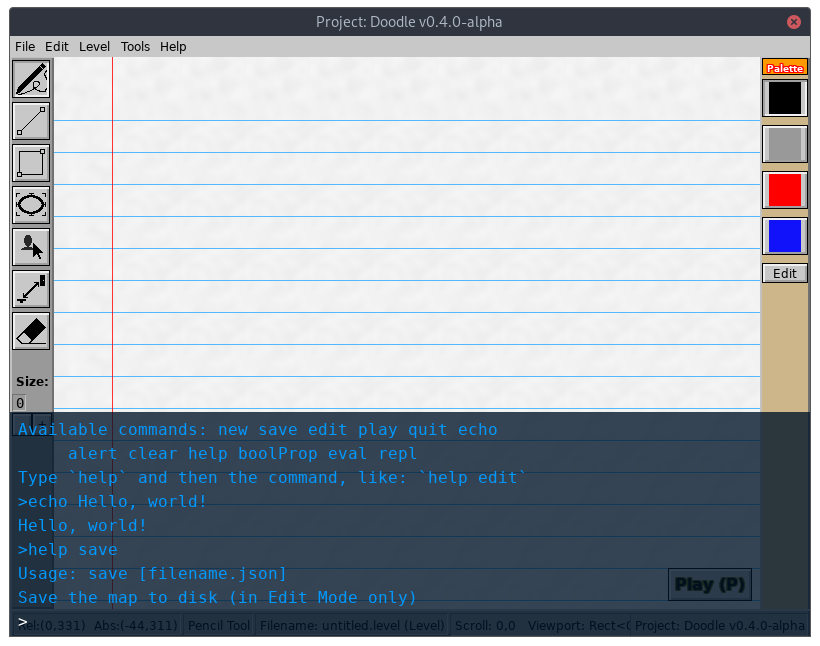 Project: Doodle v0.4.0-alpha
File Edit Level Tools Help
Palette
Edit
Size:
0
Available commands: new save edit play quit echo
alert clear help boolProp eval repl
Type `help` and then the command, like: `help edit`
>echo Hello, world!
Hello, world!
>help save
Usage: save [filename.json]
Play (P)
Save the map to disk (in Edit Mode only)
>
Rel:(0,331) Abs:(-44,311) Pencil Tool Filename: untitled.level (Level) Scroll: 0,0 Viewport: Rect<( Project: Doodle v0.4.0-alpha